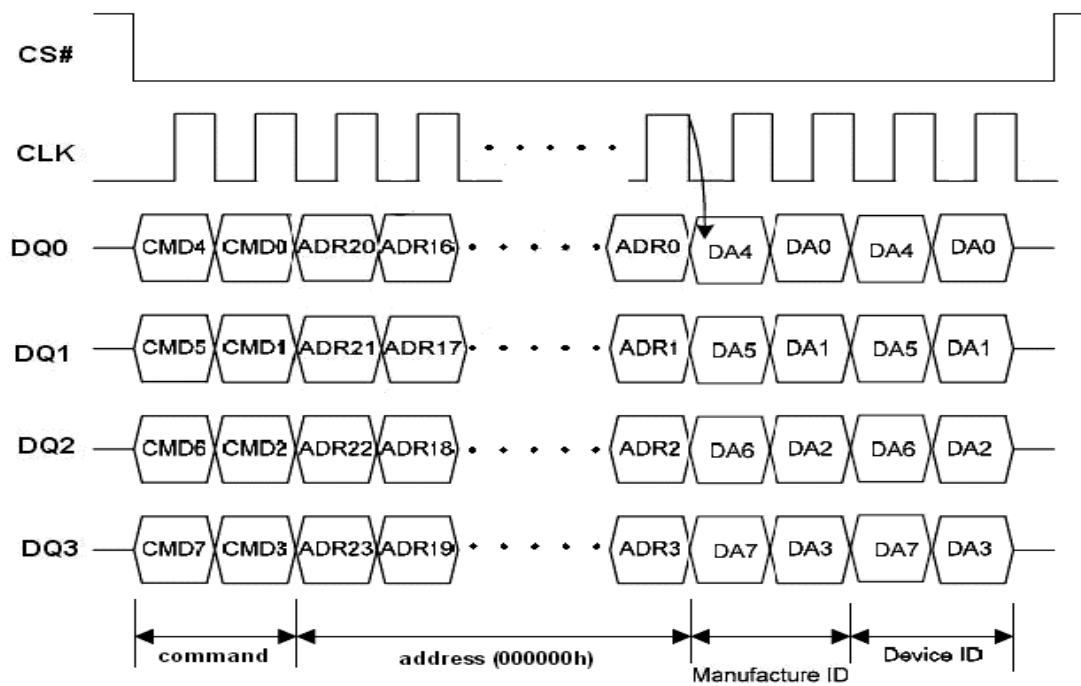 CS#
CLK
DQ0 CMD4 CMD0 ADR20 ADR16 ADR0 DA4 DA0 DA4 DA0
DQ1 CMD5 CMD1 ADR21 ADR17 ADR1 DA5 DA1 DA5 DA1
DQ2 CMD6 CMD2 ADR22 ADR18 ADR2 DA6 DA2 DA6 DA2
DQ3 CMD7 CMD3 ADR23 ADR19 ADR3 DA7 DA3 DA7 DA3
command address (000000h) Manufacture ID Device ID